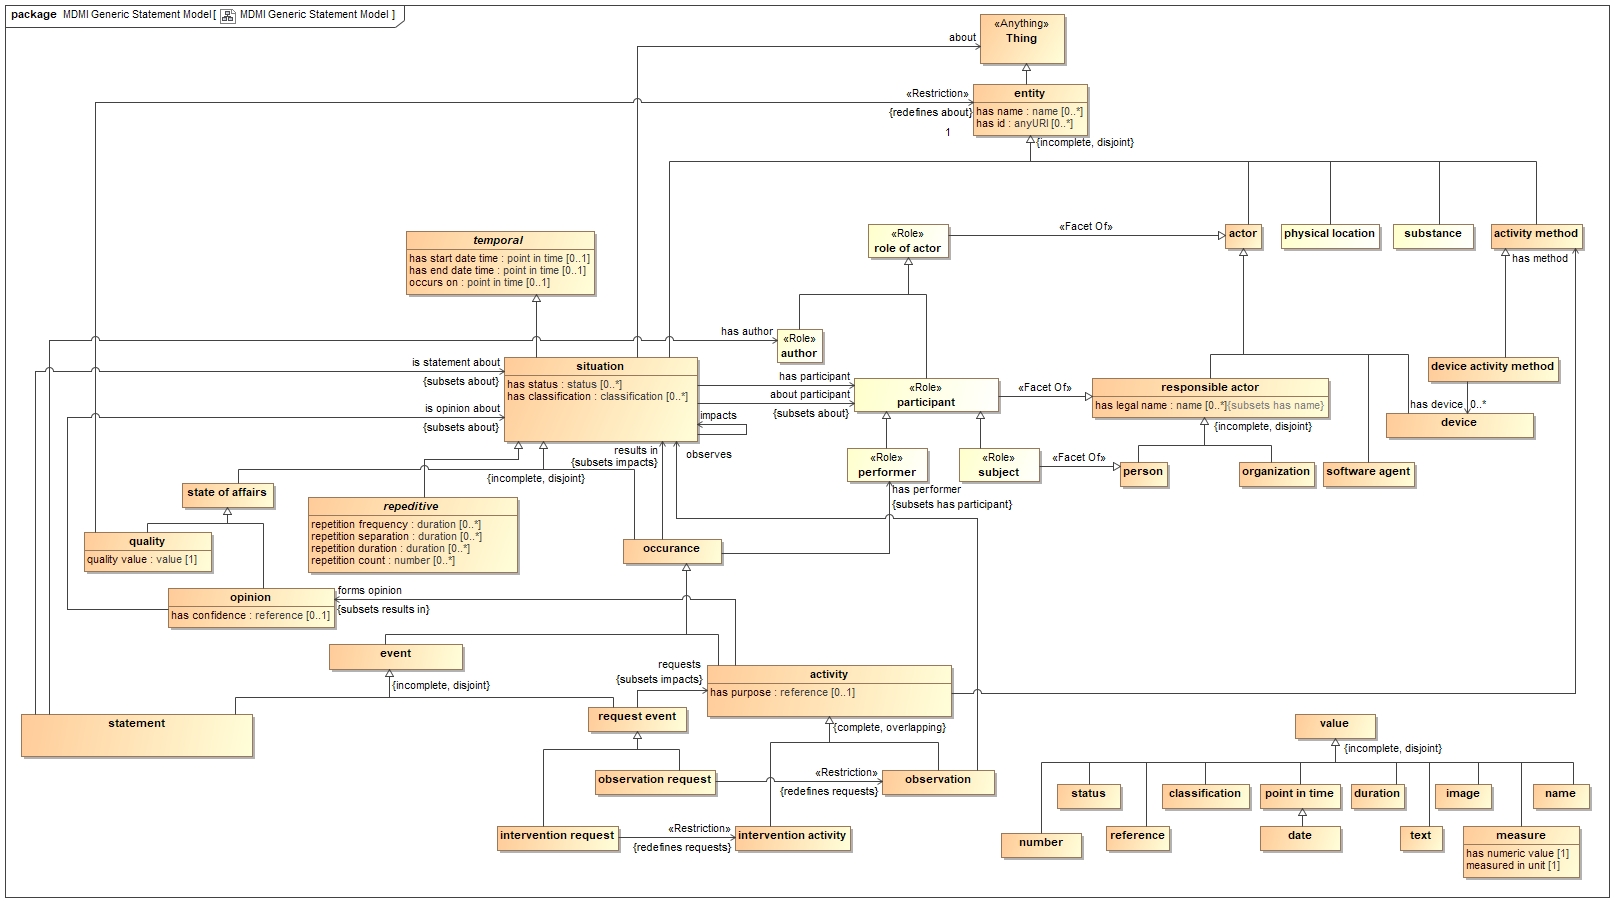 package MDMI Generic Statement Model[ MDMI Generic Statement Model ]
«Anything»
Thing
about
entity
has name : name [0..*]
has id : anyURI [0..*]
«Restriction»
{redefines about}
1
{incomplete, disjoint}
temporal
has start date time : point in time [0..1]
has end date time : point in time [0..1]
occurs on : point in time [0..1]
«Role»
role of actor
«Facet Of»
actor
physical location
substance
activity method
has method
has author
«Role»
author
is statement about
{subsets about}
is opinion about
{subsets about}
situation
has status : status [0..*]
has classification : classification [0..*]
has participant
about participant
{subsets about}
impacts
observes
results in
{subsets impacts}
{incomplete, disjoint}
«Role»
participant
«Facet Of»
responsible actor
has legal name : name [0..*]{subsets has name}
{incomplete, disjoint}
device activity method
has device
0..*
device
«Role»
performer
«Role»
subject
«Facet Of»
person
organization
software agent
has performer
{subsets has participant}
state of affairs
repeditive
repetition frequency : duration [0..*]
repetition separation : duration [0..*]
repetition duration : duration [0..*]
repetition count : number [0..*]
quality
quality value : value [1]
occurance
opinion
has confidence : reference [0..1]
forms opinion
{subsets results in}
event
{incomplete, disjoint}
requests
{subsets impacts}
activity
has purpose : reference [0..1]
{complete, overlapping}
statement
request event
observation request
«Restriction»
{redefines requests}
observation
intervention request
«Restriction»
{redefines requests}
intervention activity
value
{incomplete, disjoint}
status
classification
point in time
duration
image
name
number
reference
date
text
measure
has numeric value [1]
measured in unit [1]